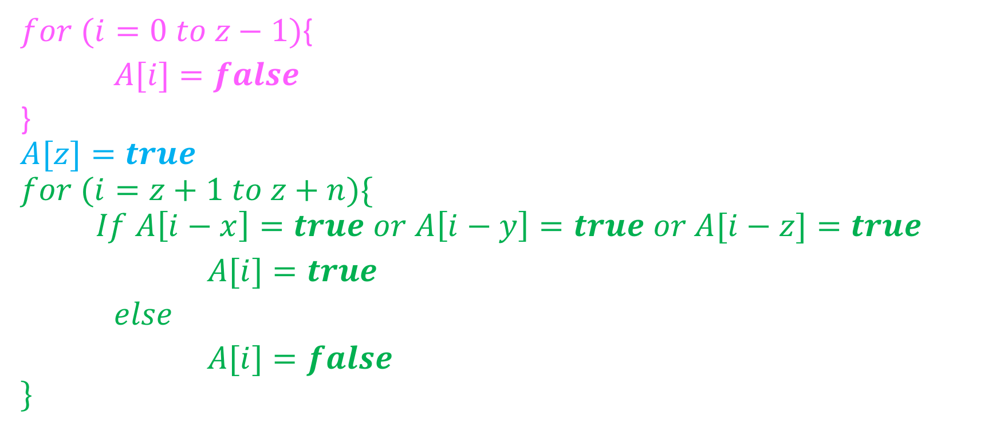 for (i = 0 to z − 1){
A[i] = false
}
A[z] = true
for (i = z + 1 to z + n){
If A[i − x] = true or A[i − y] = true or A[i − z] = true
A[i] = true
else
A[i] = false
}